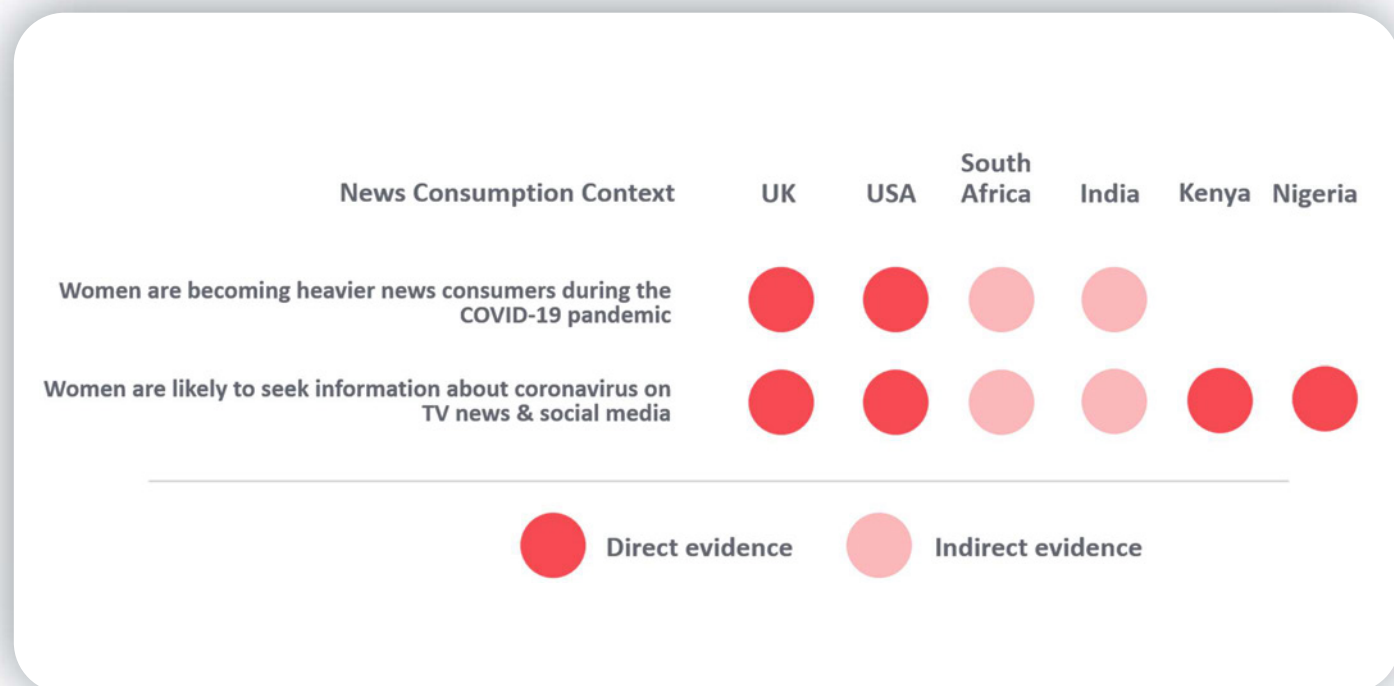 News Consumption Context UK USA South Africa India Kenya Nigeria
Women are becoming heavier news consumers during the
COVID-19 pandemic
Women are likely to seek information about coronavirus on
TV news & social media
Direct evidence Indirect evidence